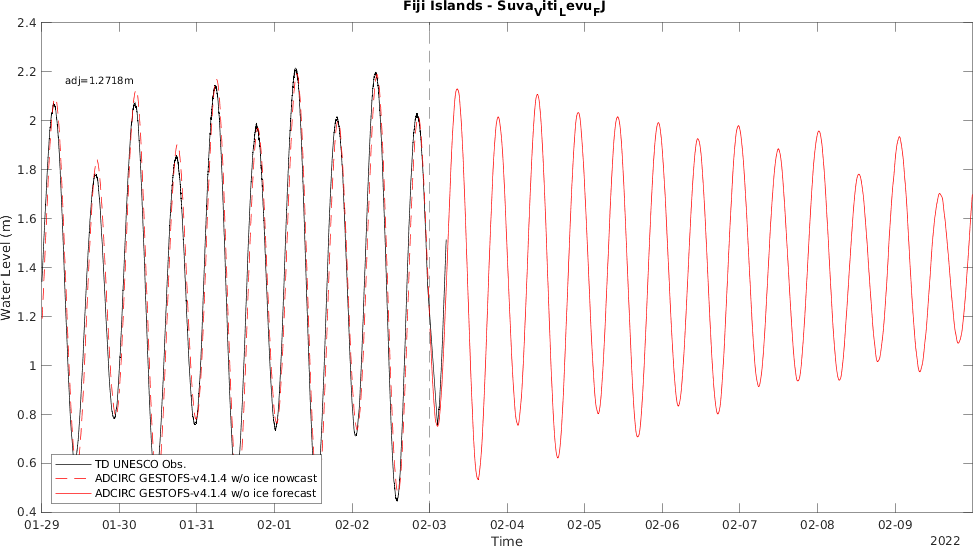 Fiji Islands - Suva_Viti_Levu_FJ
adj=1.2718m
2.4
2.2
2
1.8
1.6
1.4
1.2
1
0.8
0.6
0.4
Water Level (m)
TD UNESCO Obs.
ADCIRC GESTOFS-v4.1.4 w/o ice nowcast
ADCIRC GESTOFS-v4.1.4 w/o ice forecast
01-29 01-30 01-31 02-01 02-02 02-03 02-04 02-05 02-06 02-07 02-08 02-09
Time
2022